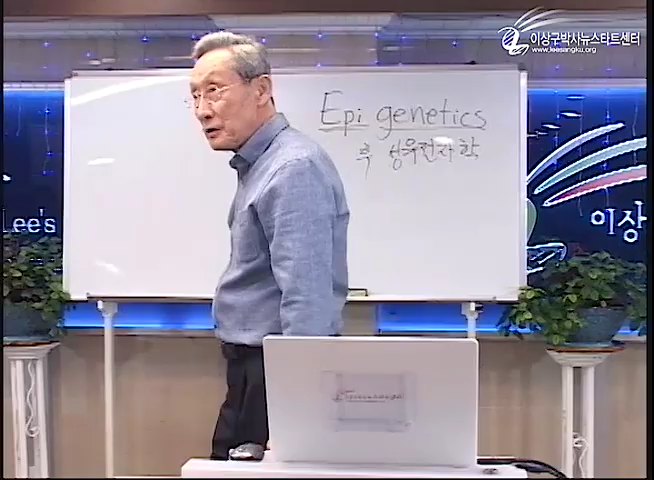 이상구박사뉴스타트센터
www.leesangku.org
Epi genetics
후 성유전자 학
Lee's
이상